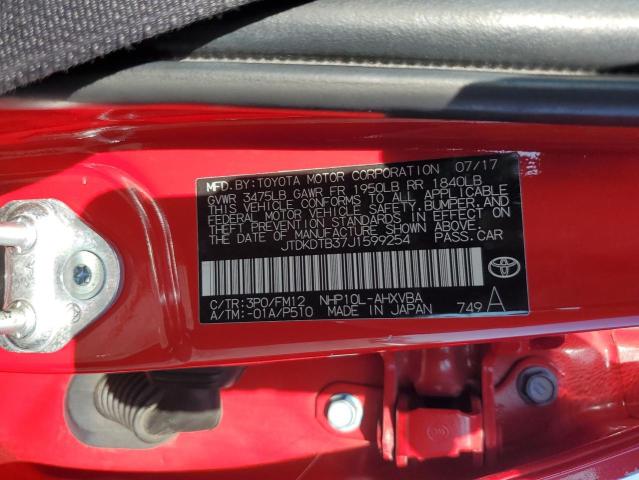 MFD.BY:TOYOTA MOTOR CORPORATION 07/17
GVWR 3475LB GAWR FR 1950LB RR 1840LB
THIS VEHICLE CONFORMS TO ALL APPLICABLE
FEDERAL MOTOR VEHICLE SAFETY,BUMPER,AND
THEFT PREVENTION STANDARDS IN EFFECT ON
THE DATE OF MANUFACTURE SHOWN ABOVE.
JTDKDTB37J1599254 PASS.CAR
C/TR:3P0/FM12 NHP10L-AHXVBA
A/TM:-01A/P510 MADE IN JAPAN 749 A